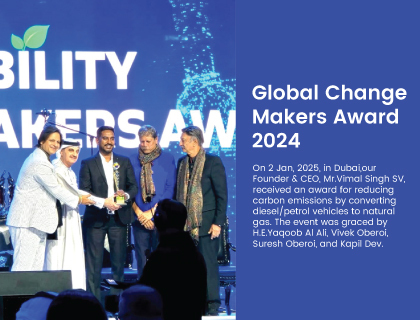 BILITY
AKERS AW
Global Change
Makers Award
2024
On 2 Jan, 2025, in Dubai,our
Founder & CEO, Mr.Vimal Singh SV,
received an award for reducing
carbon emissions by converting
diesel/petrol vehicles to natural
gas. The event was graced by
H.E.Yaqoob Al Ali, Vivek Oberoi,
Suresh Oberoi, and Kapil Dev.